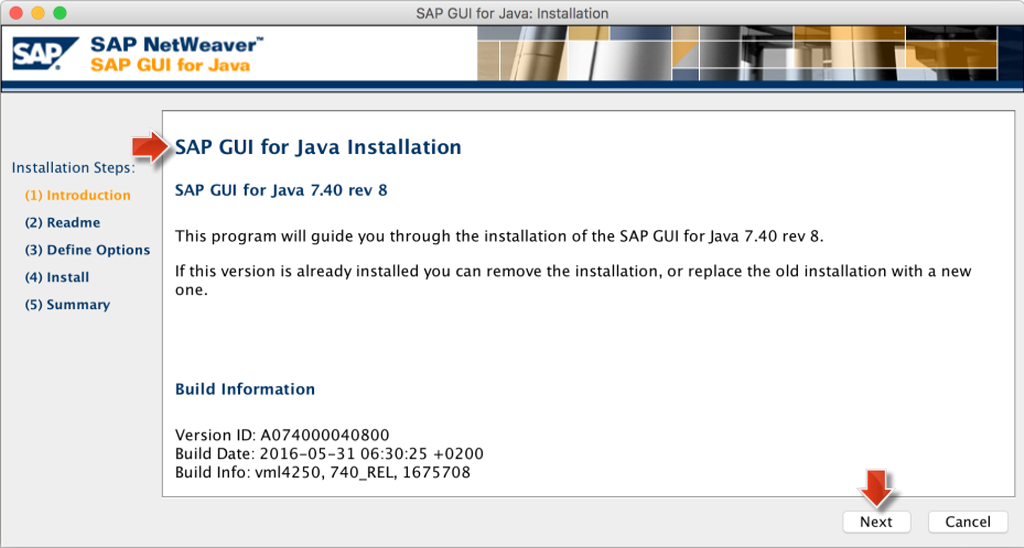 SAP GUI for Java: Installation
SAP
SAP NetWeaver™
SAP GUI for Java
SAP GUI for Java Installation
Installation Steps:
(1) Introduction
(2) Readme
(3) Define Options
(4) Install
(5) Summary
SAP GUI for Java 7.40 rev 8
This program will guide you through the installation of the SAP GUI for Java 7.40 rev 8.
If this version is already installed you can remove the installation, or replace the old installation with a new
one.
Build Information
Version ID: A074000040800
Build Date: 2016-05-31 06:30:25 +0200
Build Info: vml4250, 740_REL, 1675708
Next
Cancel